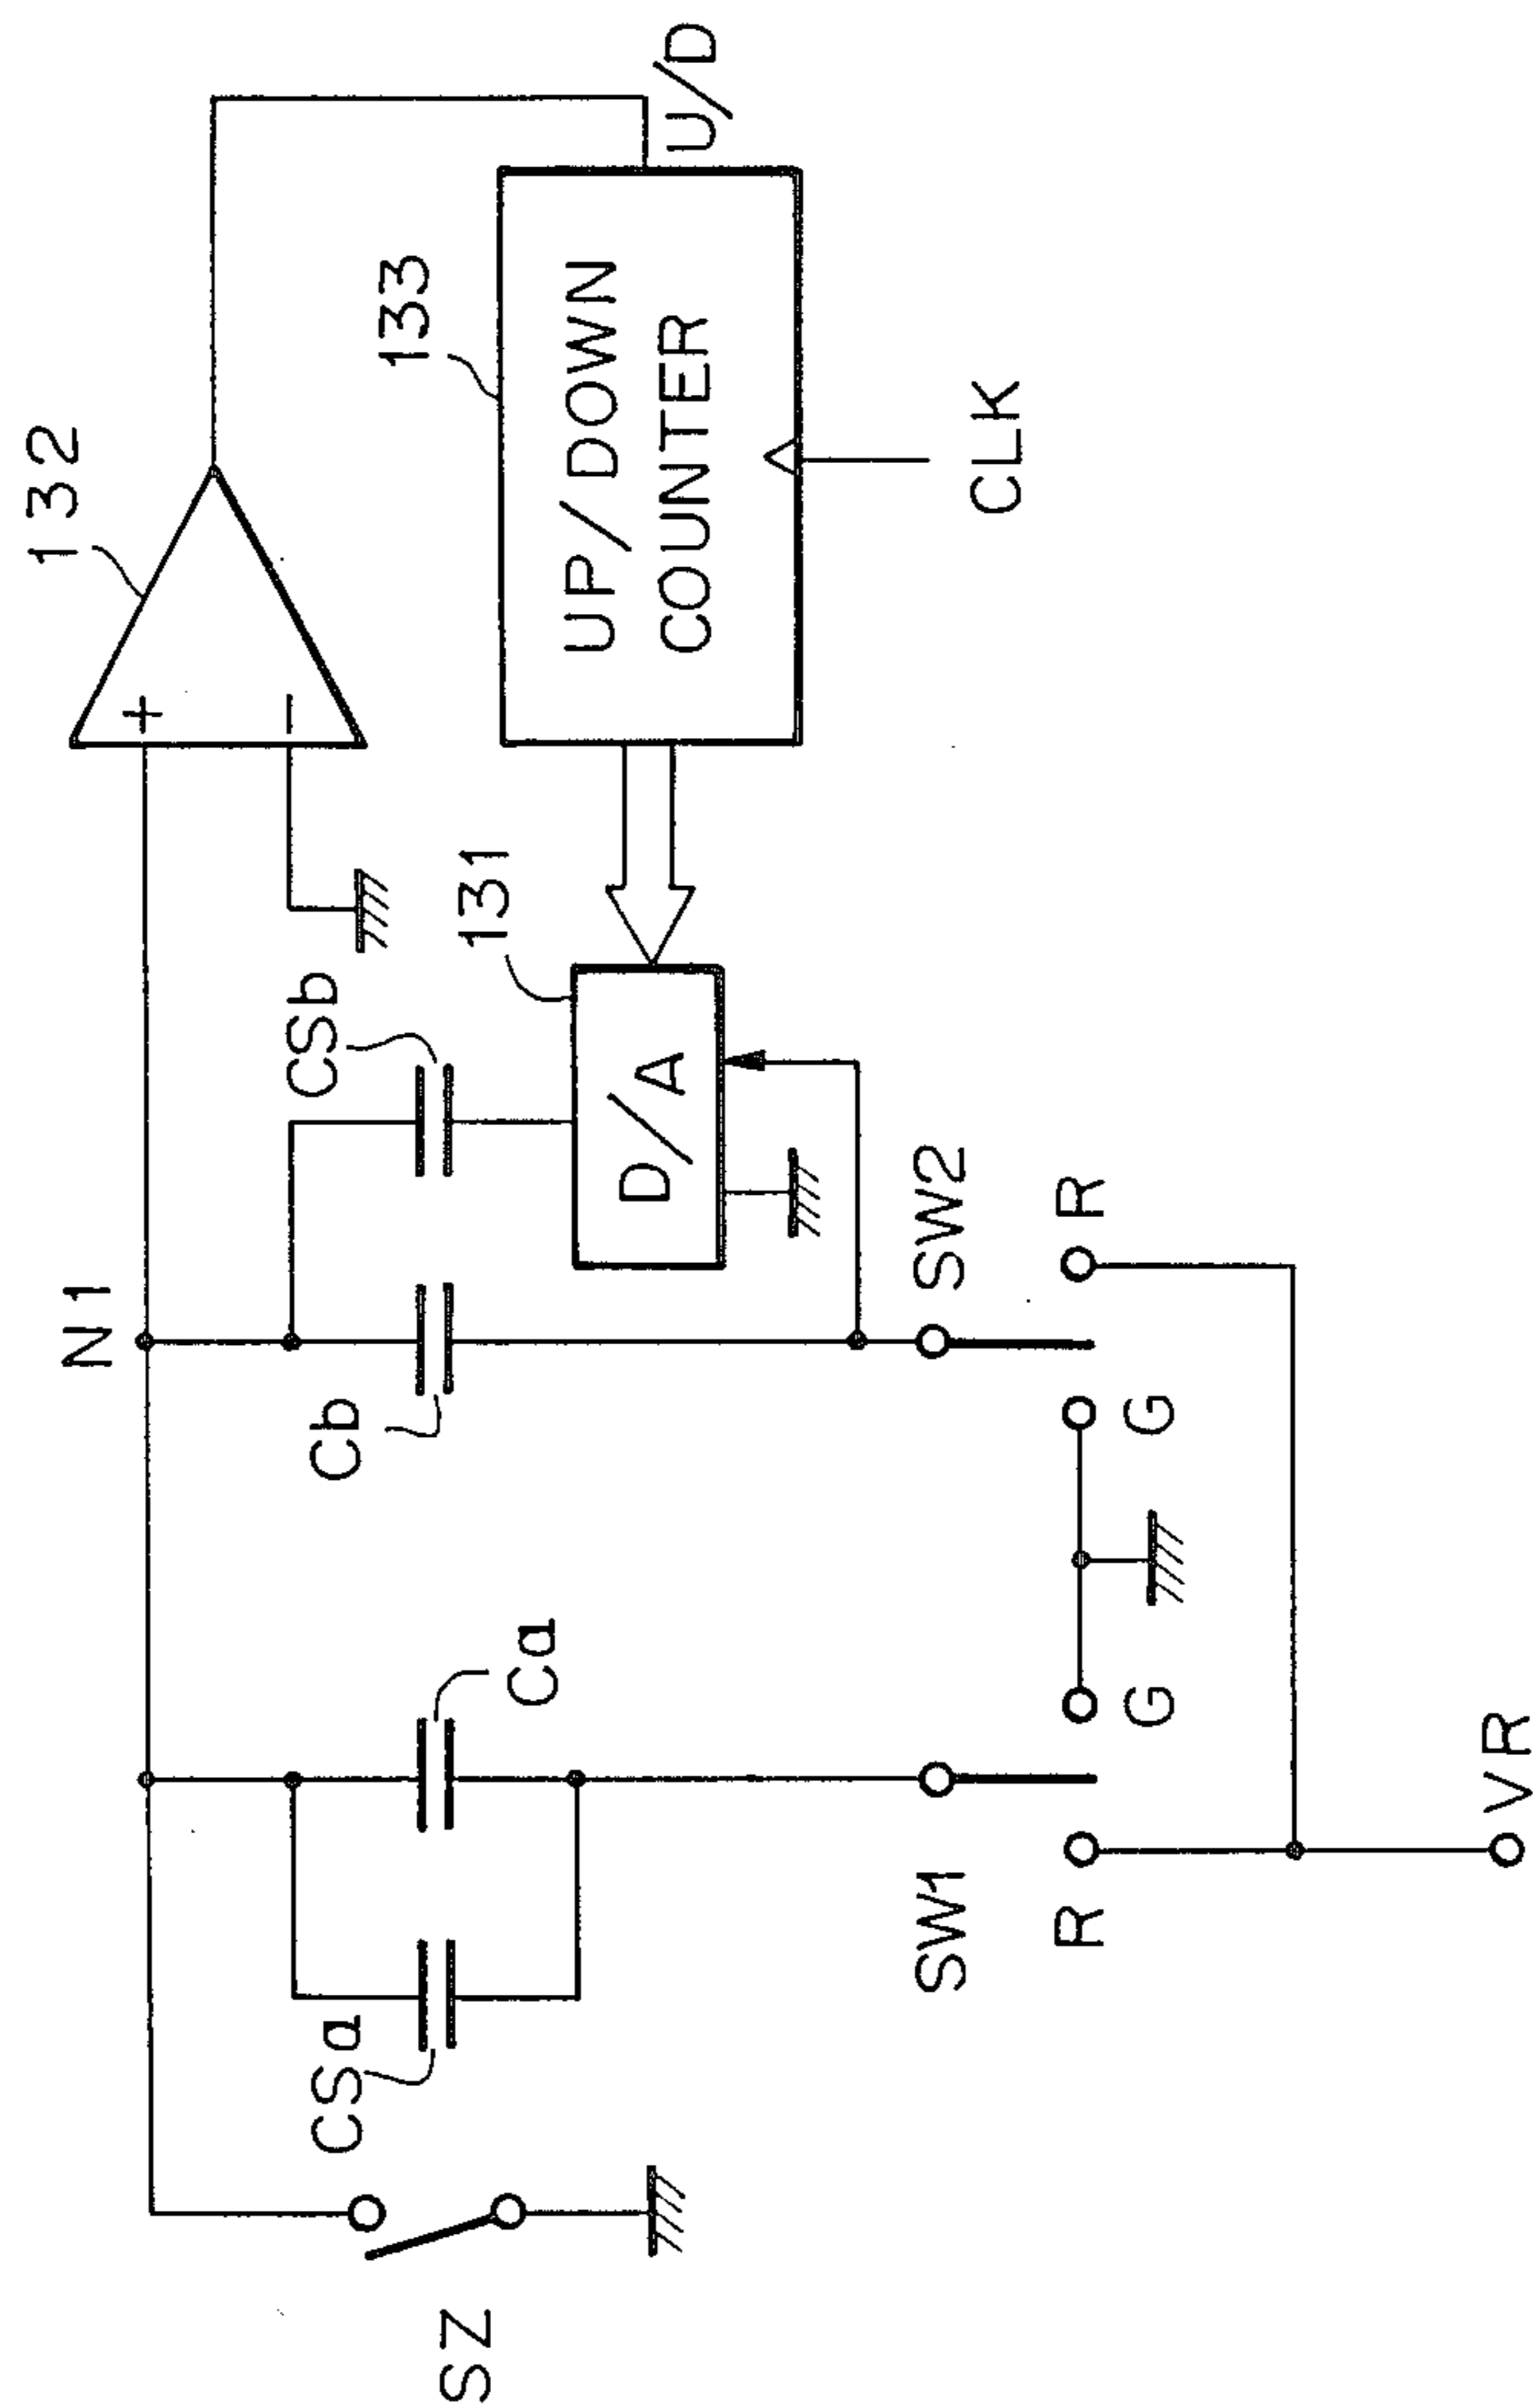 132
+
−
U/D
133
UP/DOWN
COUNTER
CLK
N1
CSb
131
D/A
Cb
SW2
R
G
Ca
CSa
G
SW1
R
SZ
VR